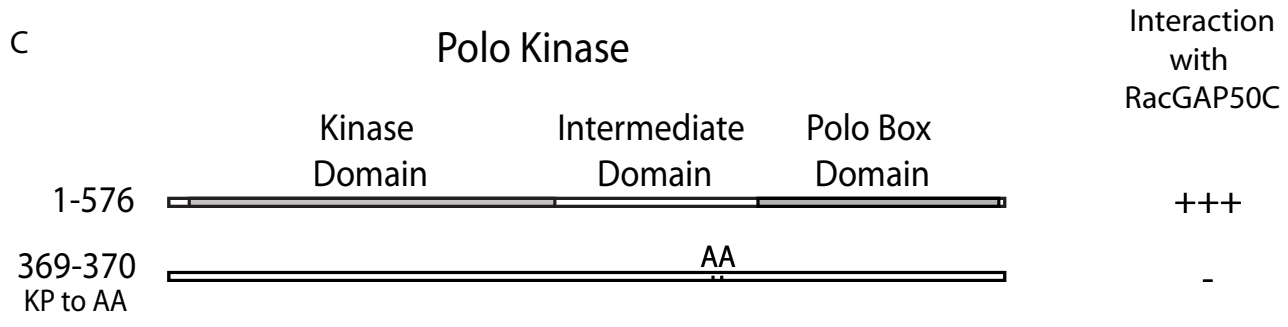 C
Polo Kinase
Interaction
with
RacGAP50C
Kinase
Domain
Intermediate
Domain
Polo Box
Domain
1-576
+++
AA
369-370
KP to AA
-